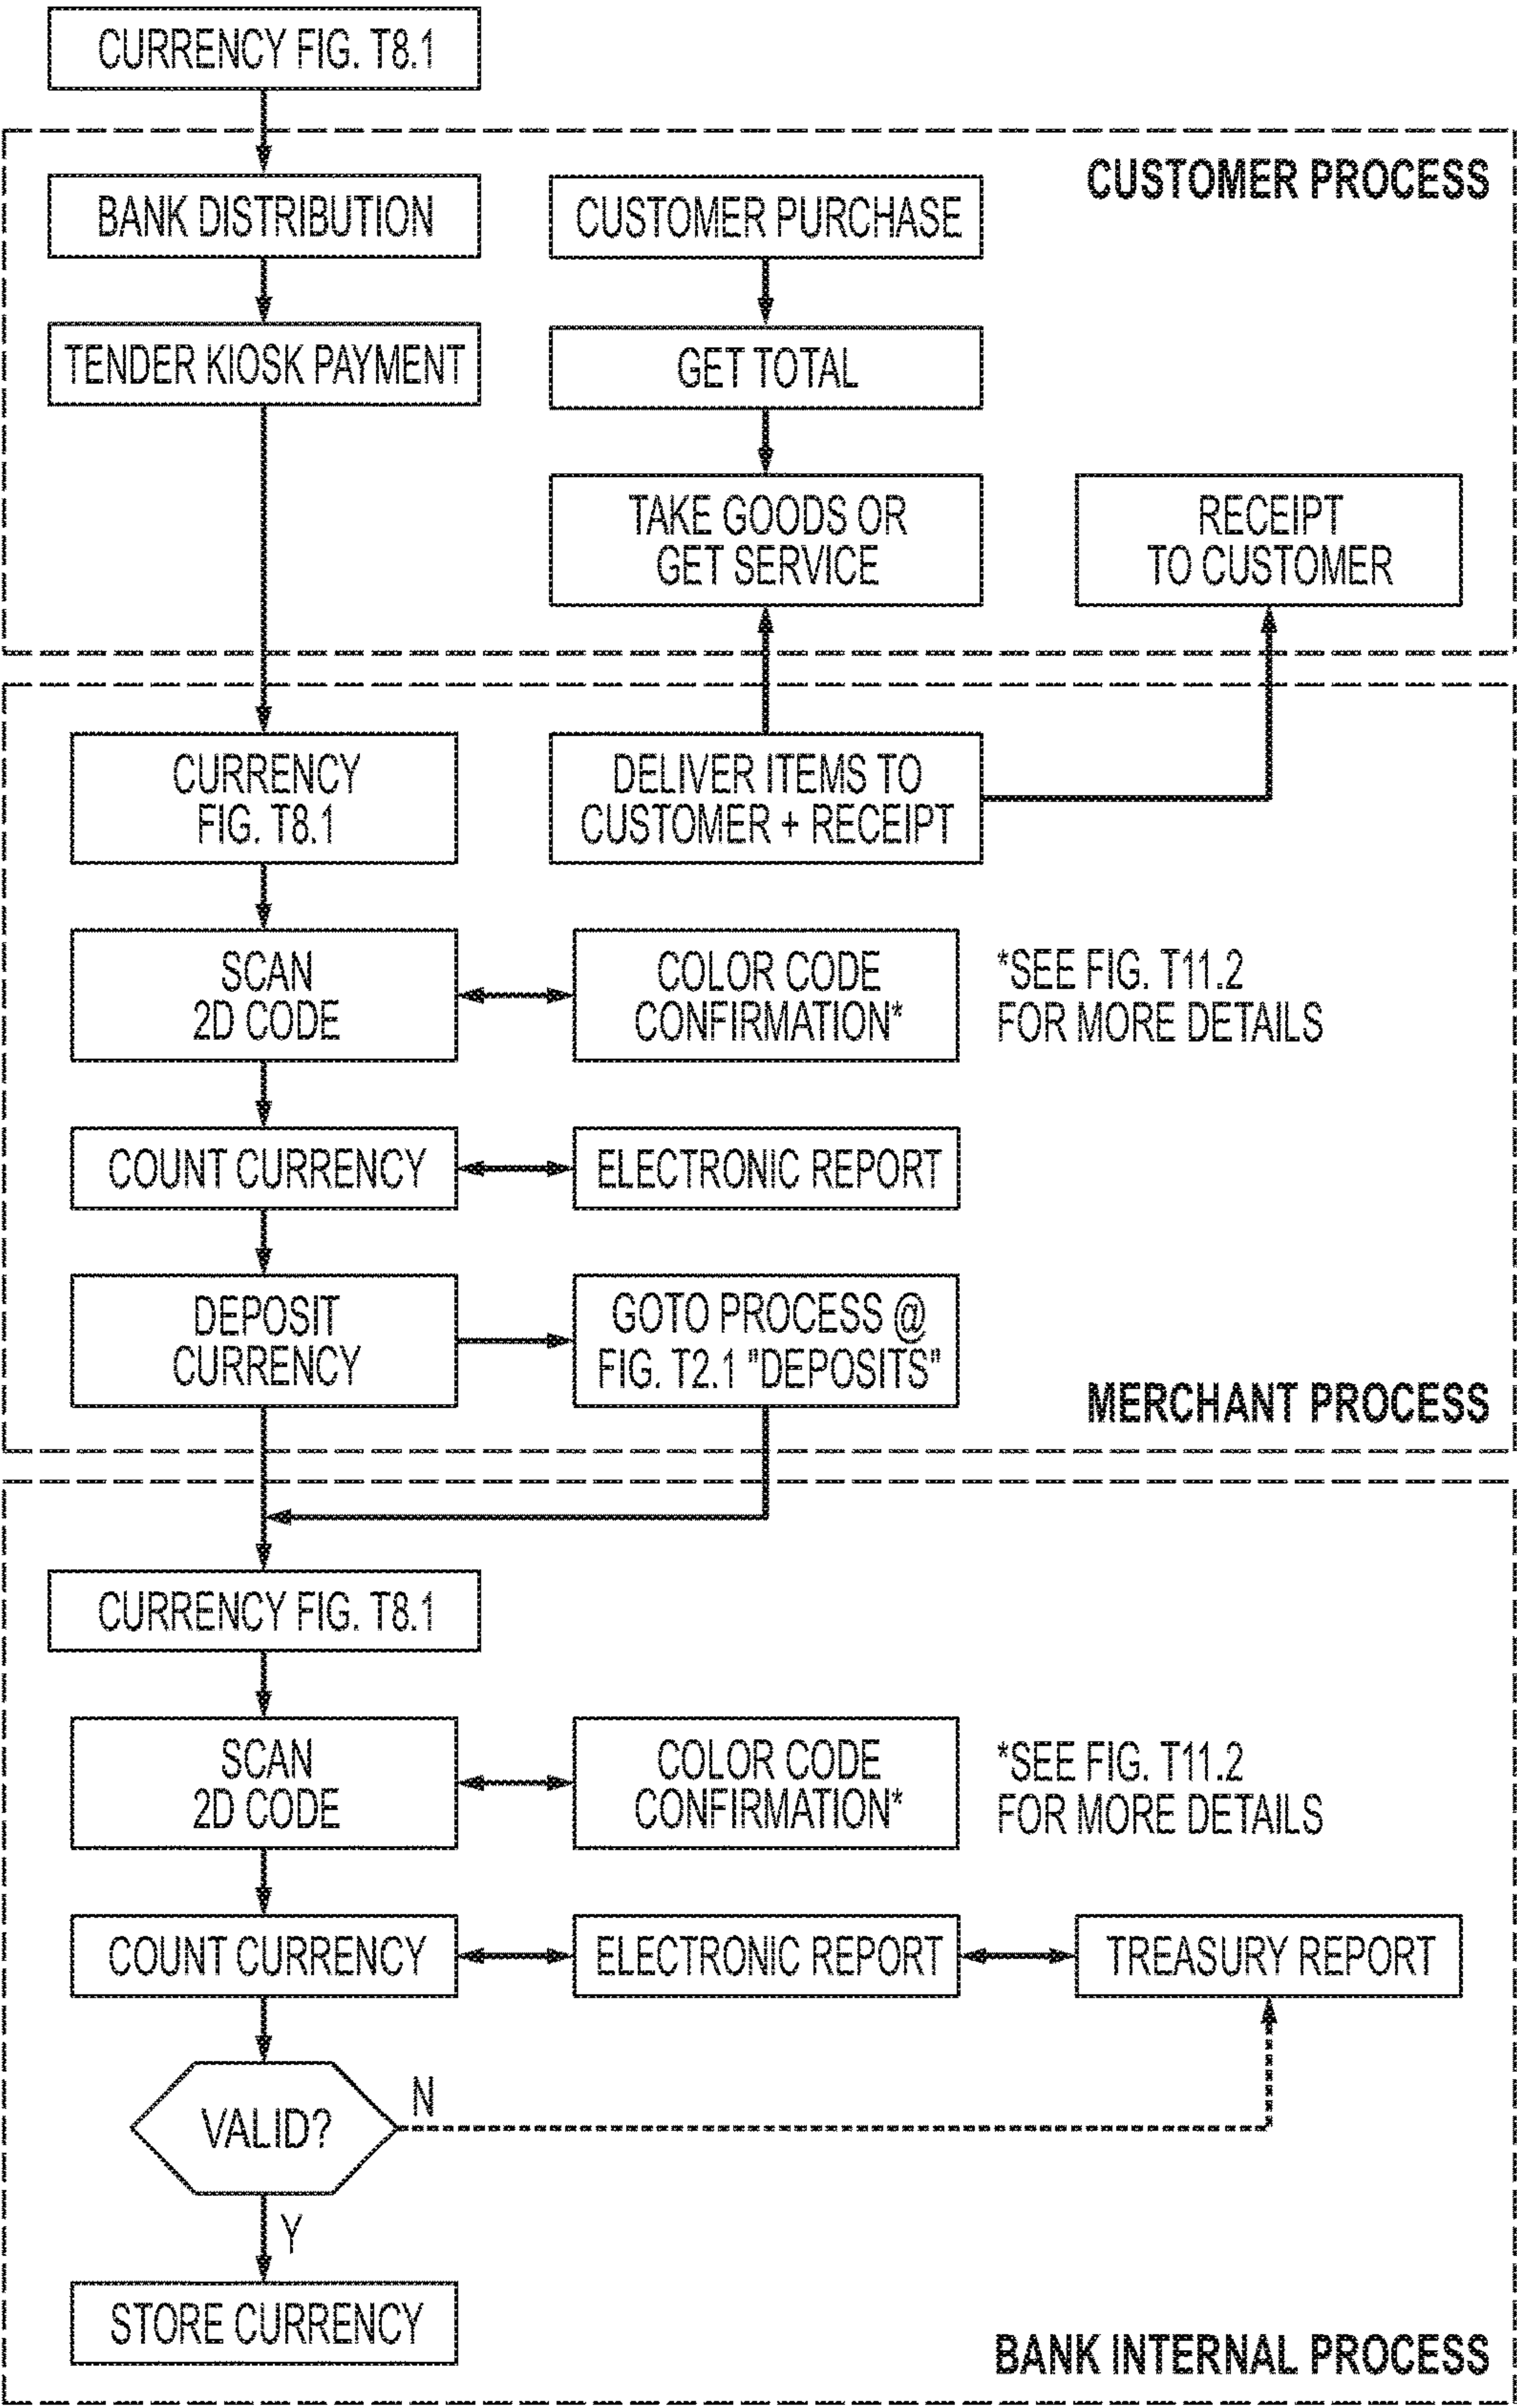 CURRENCY FIG. T8.1
CUSTOMER PROCESS
BANK DISTRIBUTION
CUSTOMER PURCHASE
TENDER KIOSK PAYMENT
GET TOTAL
TAKE GOODS OR
GET SERVICE
RECEIPT
TO CUSTOMER
CURRENCY
FIG. T8.1
DELIVER ITEMS TO
CUSTOMER + RECEIPT
SCAN
2D CODE
COLOR CODE
CONFIRMATION*
*SEE FIG. T11.2
FOR MORE DETAILS
COUNT CURRENCY
ELECTRONIC REPORT
DEPOSIT
CURRENCY
GOTO PROCESS @
FIG. T2.1 "DEPOSITS"
MERCHANT PROCESS
CURRENCY FIG. T8.1
SCAN
2D CODE
COLOR CODE
CONFIRMATION*
*SEE FIG. T11.2
FOR MORE DETAILS
COUNT CURRENCY
ELECTRONIC REPORT
TREASURY REPORT
VALID?
N
Y
STORE CURRENCY
BANK INTERNAL PROCESS